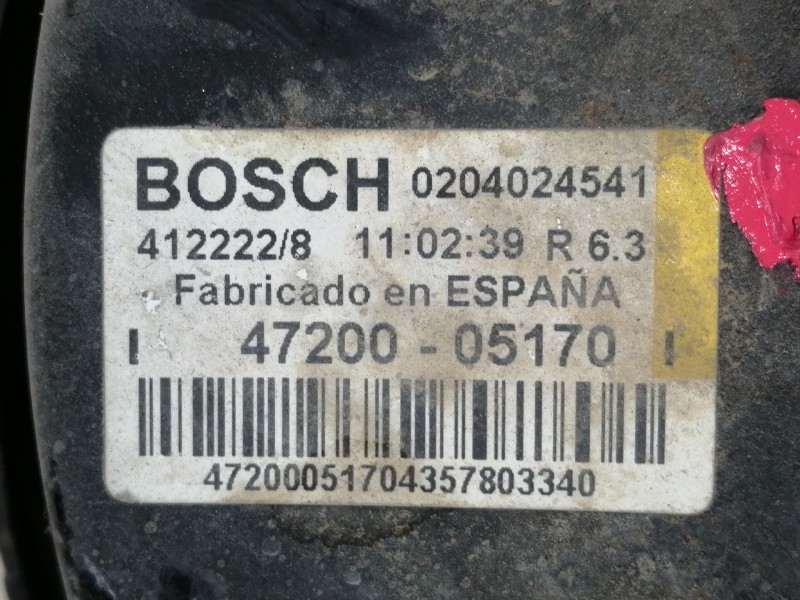 BOSCH 0204024541
412222/8 11:02:39 R 6.3
Fabricado en ESPAÑA
I 47200 - 05170 I
47200051704357803340